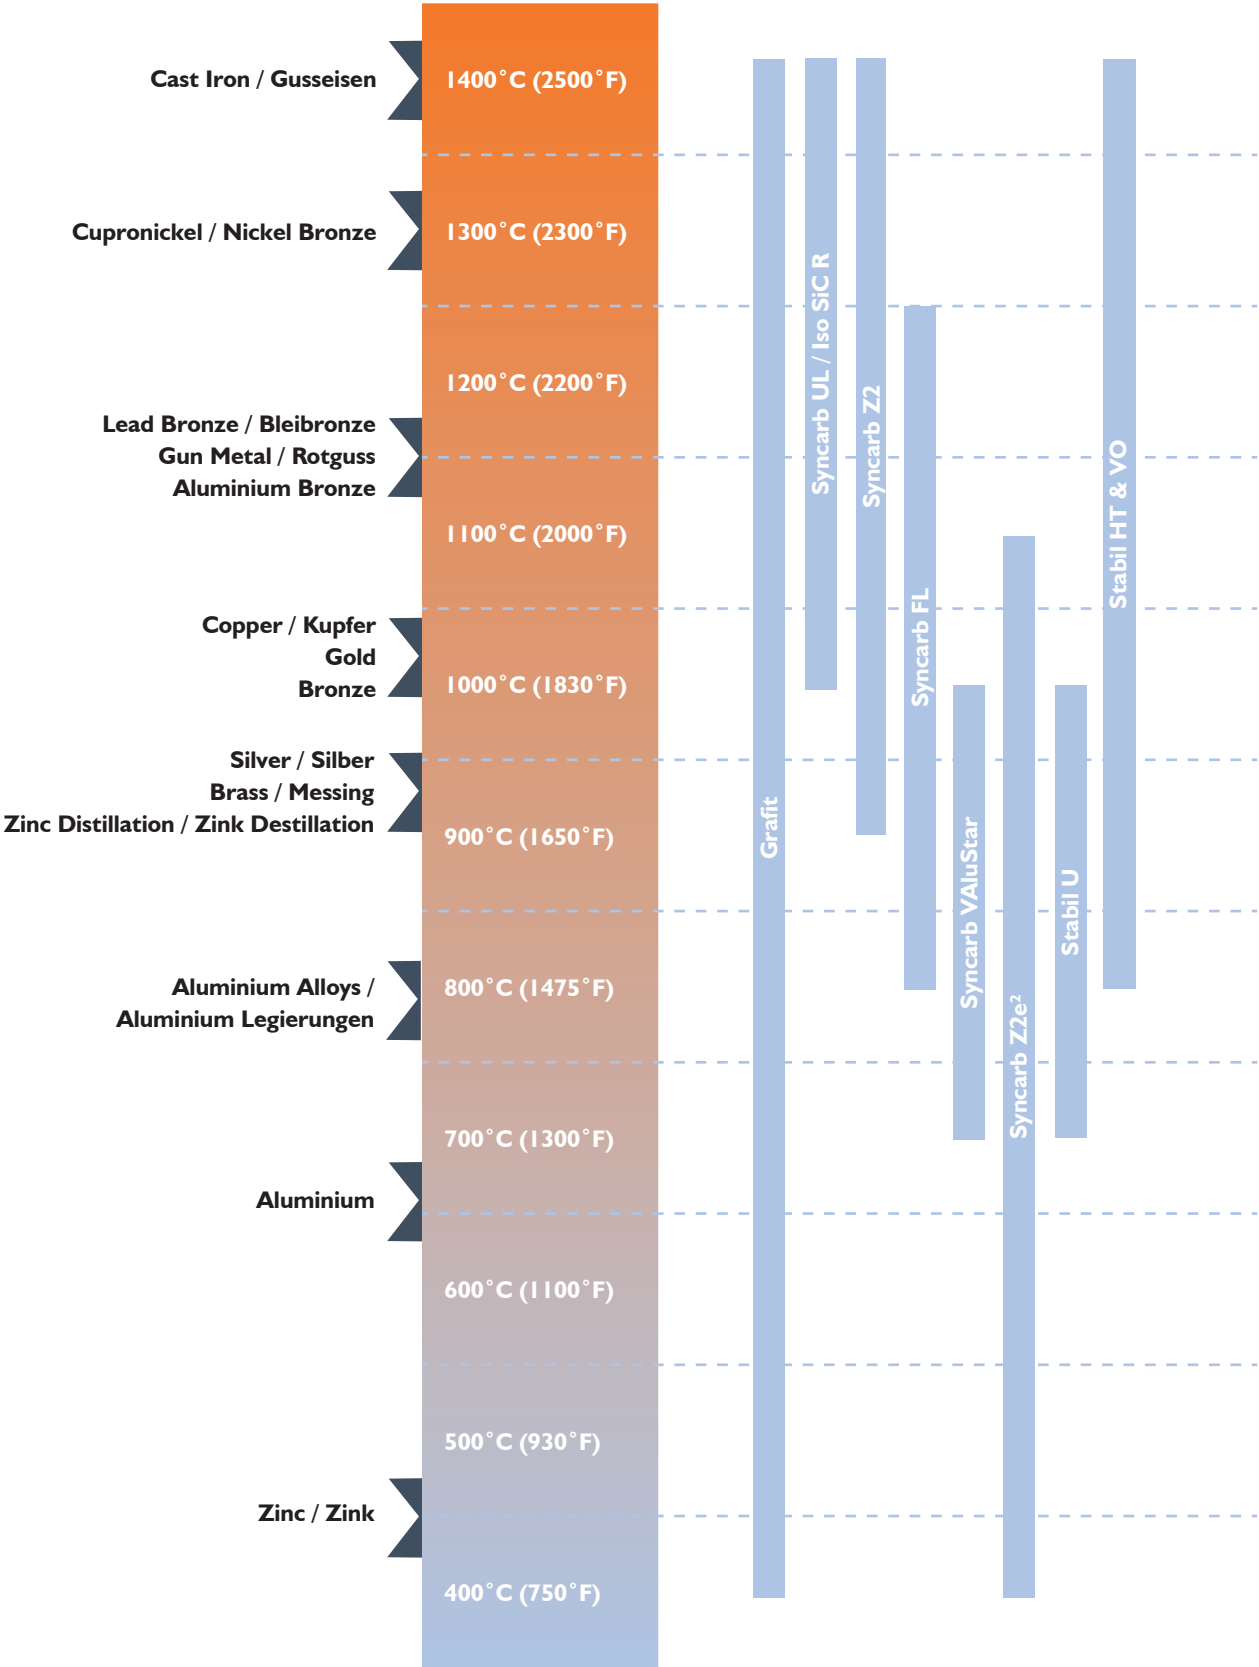 Cast Iron / Gusseisen
1400°C (2500°F)
Cupronickel / Nickel Bronze
1300°C (2300°F)
1200°C (2200°F)
Lead Bronze / Bleibronze
Gun Metal / Rotguss
Aluminium Bronze
1100°C (2000°F)
Copper / Kupfer
Gold
Bronze
1000°C (1830°F)
Silver / Silber
Brass / Messing
Zinc Distillation / Zink Destillation
900°C (1650°F)
Aluminium Alloys /
Aluminium Legierungen
800°C (1475°F)
700°C (1300°F)
Aluminium
600°C (1100°F)
500°C (930°F)
Zinc / Zink
400°C (750°F)
Grafit
Syncarb UL / Iso SiC R
Syncarb Z2
Syncarb FL
Syncarb VAluStar
Syncarb Z2e²
Stabil U
Stabil HT & VO